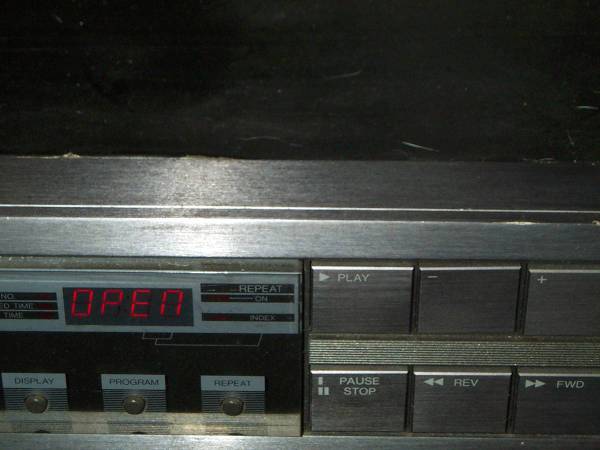 NO.
ED TIME
TIME
OPEN
REPEAT
ON
INDEX
DISPLAY
PROGRAM
REPEAT
PLAY
−
+
PAUSE
STOP
REV
FWD